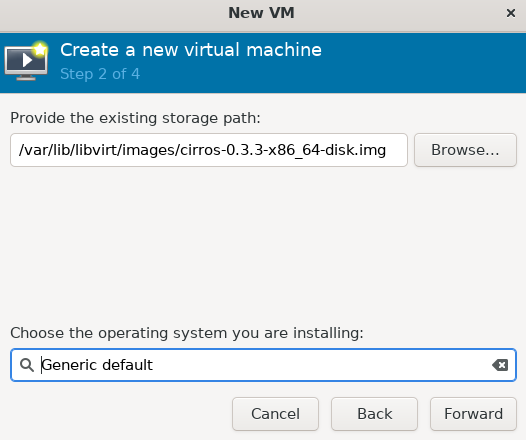 New VM
Create a new virtual machine
Step 2 of 4
Provide the existing storage path:
/var/lib/libvirt/images/cirros-0.3.3-x86_64-disk.img Browse...
Choose the operating system you are installing:
Generic default
Cancel Back Forward